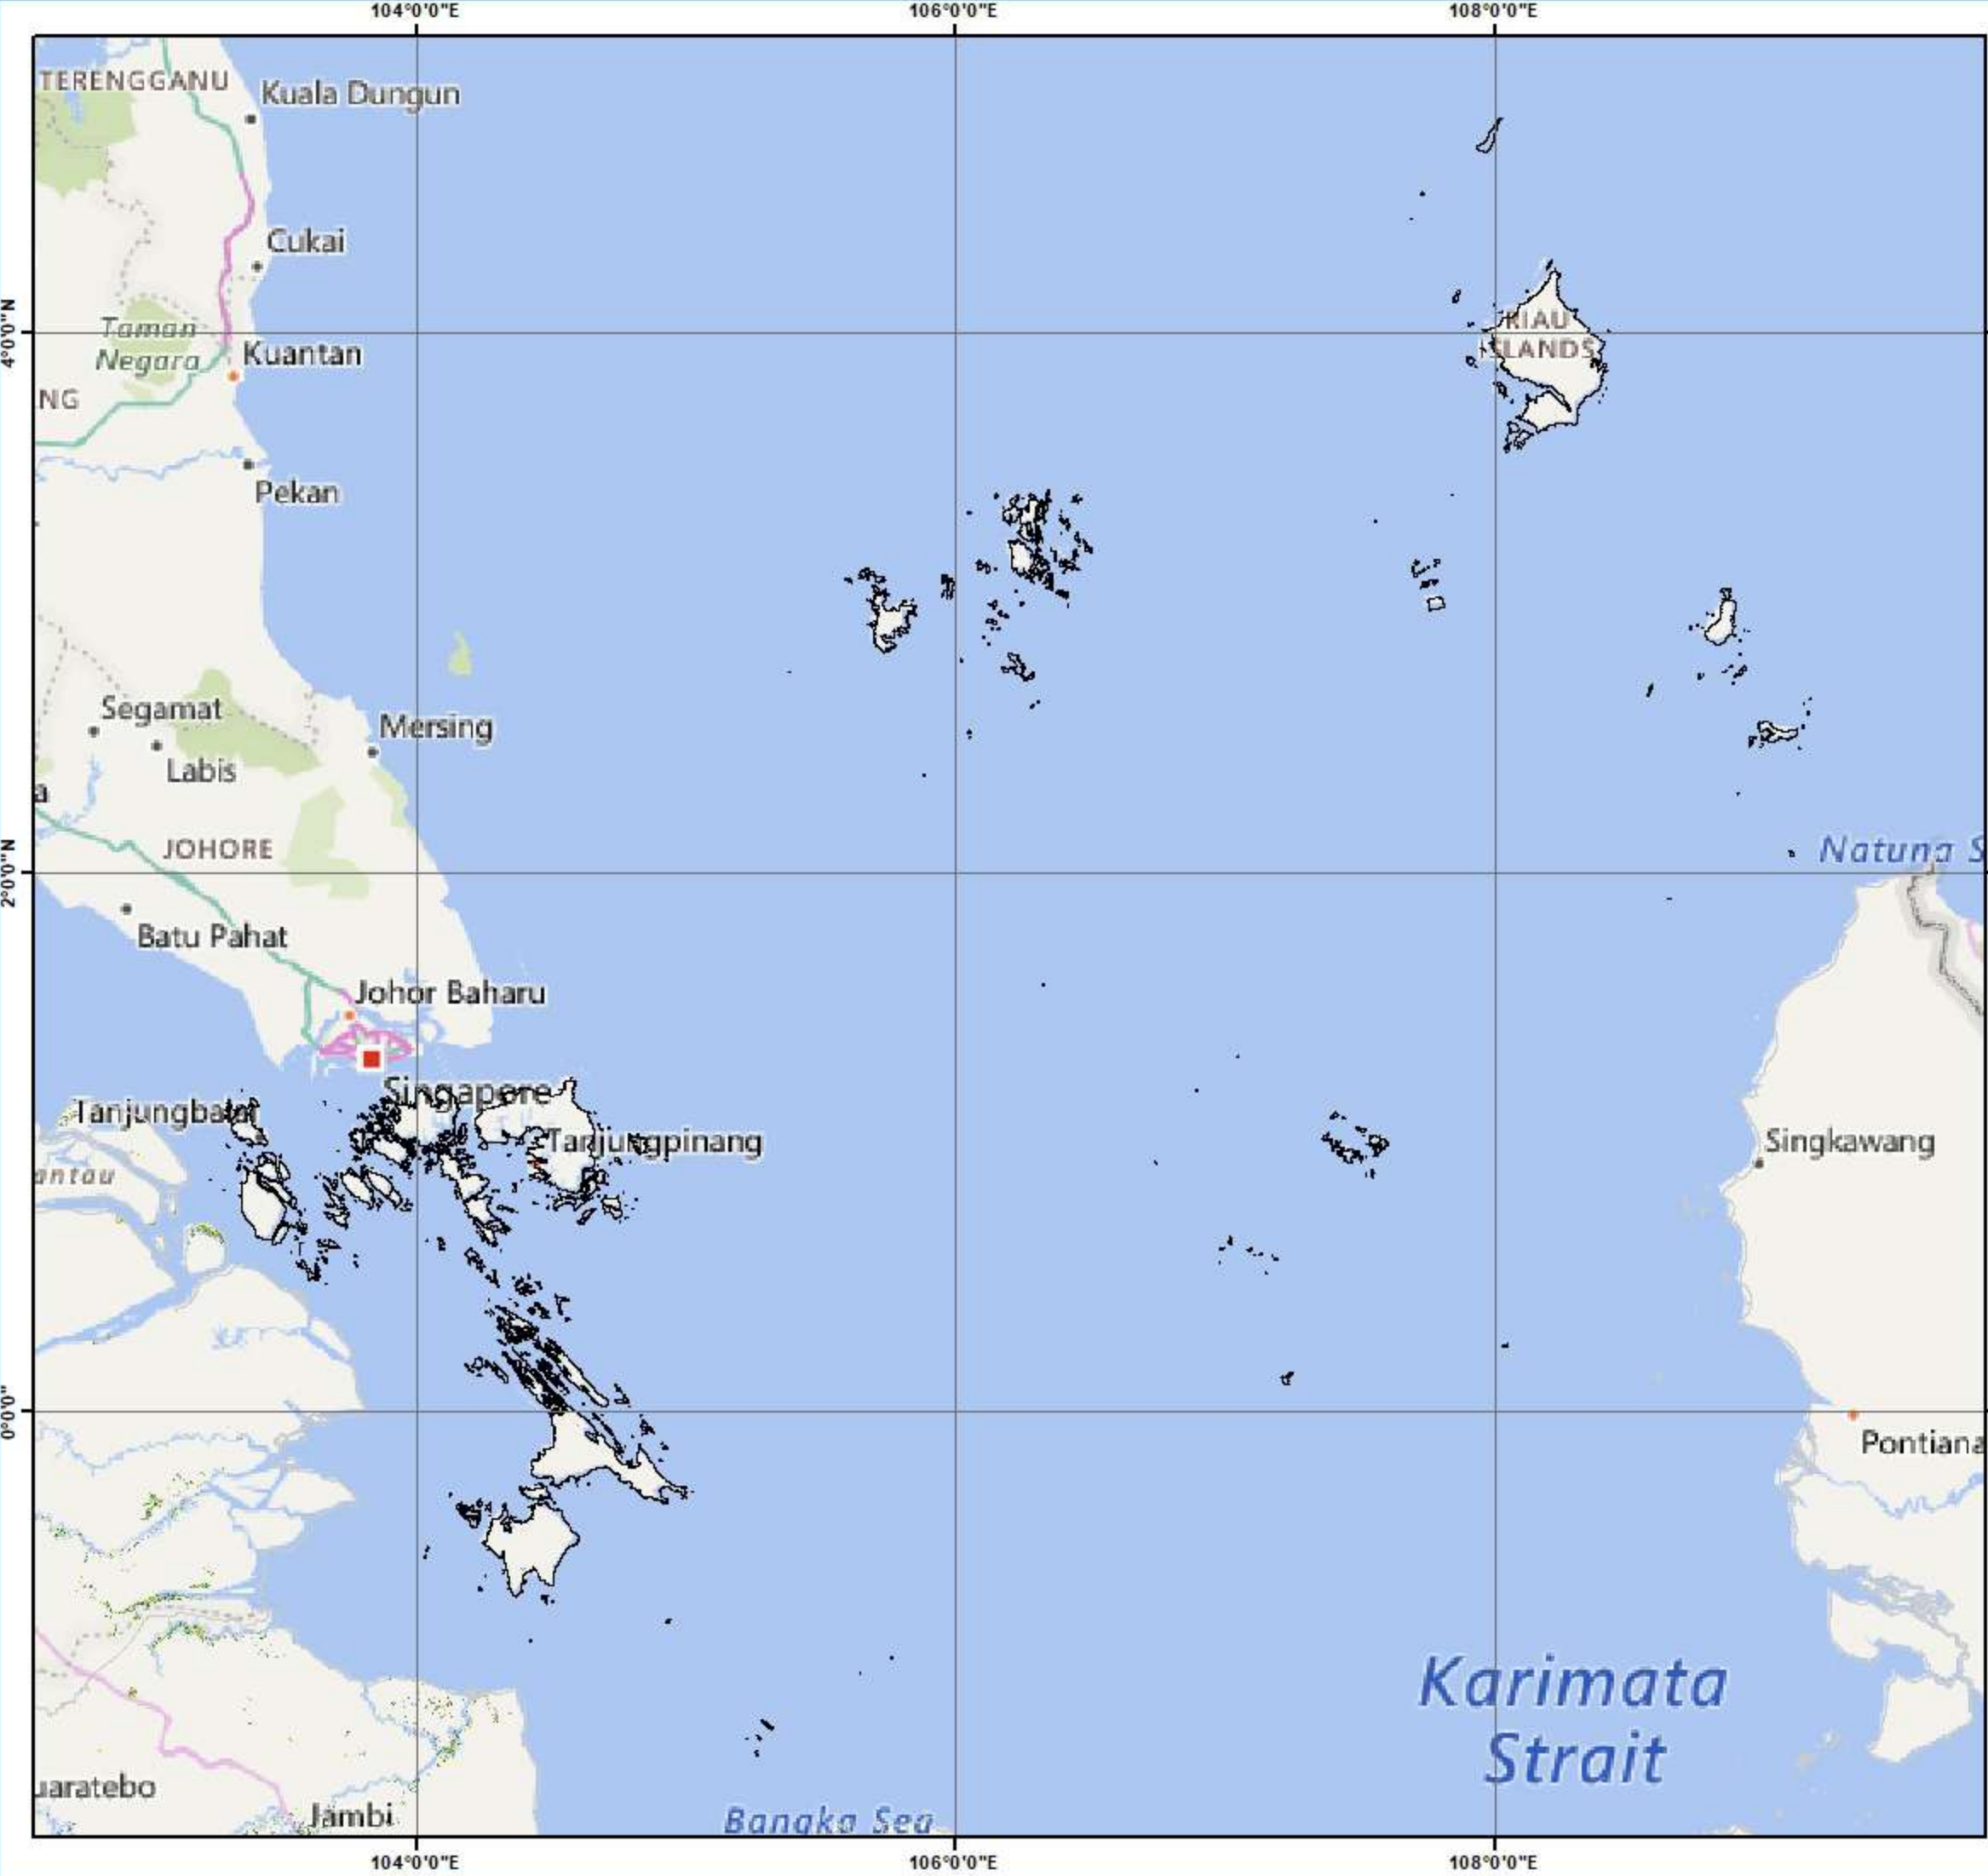 104°0'0"E 106°0'0"E 108°0'0"E
TERENGGANU
Kuala Dungun
Cukai
4°0'0"N
Taman
Negara
Kuantan
RIAU
ISLANDS
NG
Pekan
Segamat
Mersing
Labis
a
JOHORE
2°0'0"N
Natuna S
Batu Pahat
Johor Baharu
Singapore
Tanjungbalai
Tanjungpinang
Singkawang
antau
0°0'0"
Pontiana
Karimata
Strait
uaratebo
Jambi
Bangka Sea
104°0'0"E 106°0'0"E 108°0'0"E